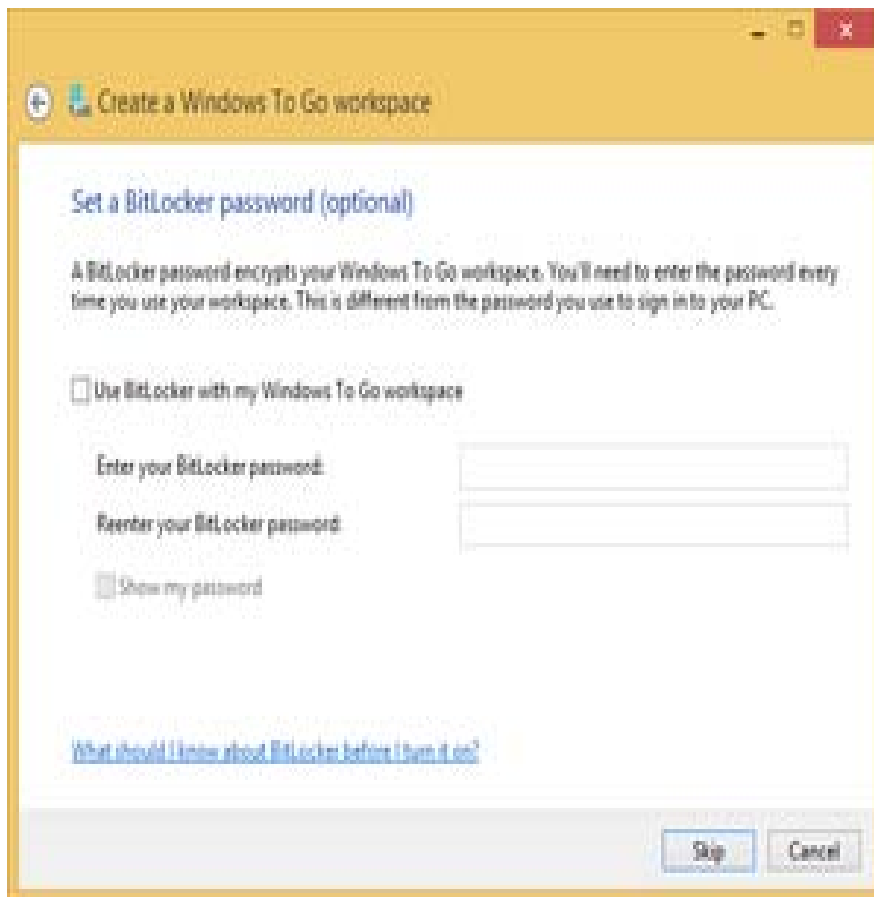 Create a Windows To Go workspace
Set a BitLocker password (optional)
A BitLocker password encrypts your Windows To Go workspace. You'll need to enter the password every
time you use your workspace. This is different from the password you use to sign in to your PC.
Use BitLocker with my Windows To Go workspace
Enter your BitLocker password:
Reenter your BitLocker password:
Show my password
What should I know about BitLocker before I turn it on?
Skip Cancel